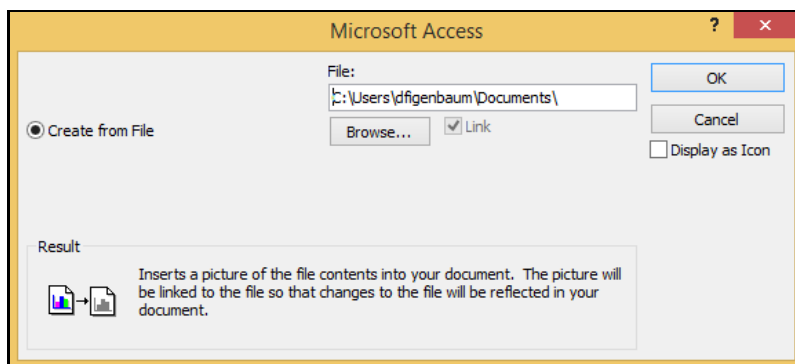 Microsoft Access
?
×
File:
C:\Users\dfigenbaum\Documents\
OK
Create from File
Browse...
Link
Cancel
Display as Icon
Result
Inserts a picture of the file contents into your document. The picture will
be linked to the file so that changes to the file will be reflected in your
document.